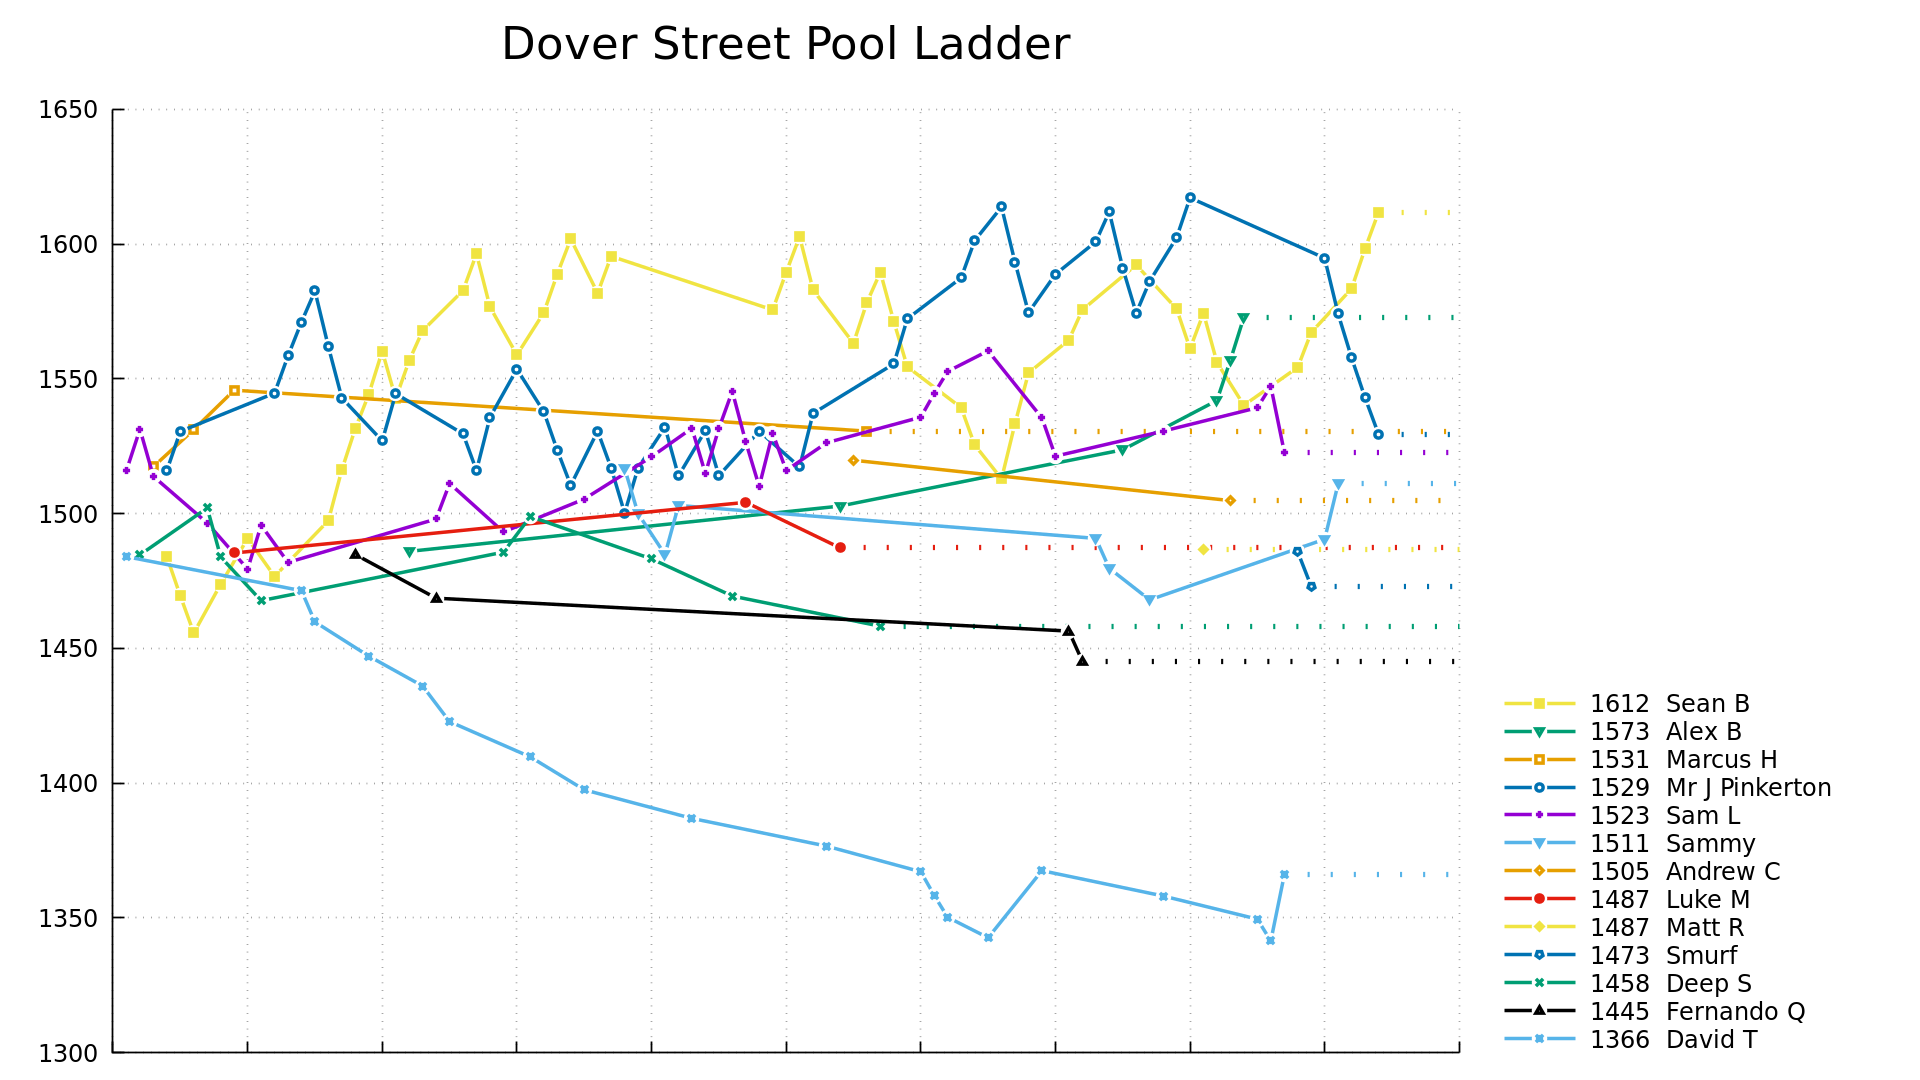 Dover Street Pool Ladder
1650
1600
1550
1500
1450
1400
1350
1300
1612 Sean B
1573 Alex B
1531 Marcus H
1529 Mr J Pinkerton
1523 Sam L
1511 Sammy
1505 Andrew C
1487 Luke M
1487 Matt R
1473 Smurf
1458 Deep S
1445 Fernando Q
1366 David T